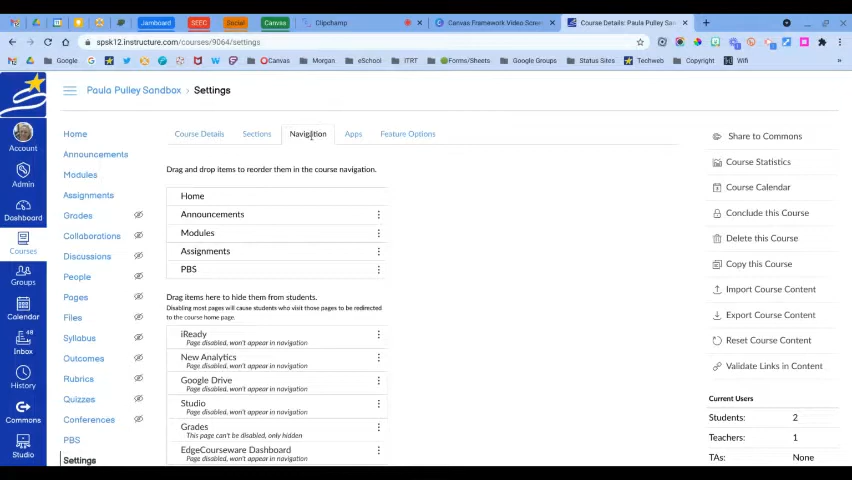 Jamboard
SEEC
Social
Canvas
Clipchamp
Canvas Framework Video Screen
Course Details: Paula Pulley San
spsk12.instructure.com/courses/9064/settings
Google
Techweb
Canvas
Morgan
eSchool
ITRT
Forms/Sheets
Google Groups
Status Sites
Techweb
Copyright
Wifi
Paula Pulley Sandbox > Settings
Account
Admin
Dashboard
Courses
Groups
Calendar
48
Inbox
History
Commons
Studio
Home
Announcements
Modules
Assignments
Grades
Collaborations
Discussions
People
Pages
Files
Syllabus
Outcomes
Rubrics
Quizzes
Conferences
PBS
Settings
Course Details
Sections
Navigation
Apps
Feature Options
Drag and drop items to reorder them in the course navigation.
Home
Announcements
Modules
Assignments
PBS
Drag items here to hide them from students.
Disabling most pages will cause students who visit those pages to be redirected
to the course home page.
iReady
Page disabled, won't appear in navigation
New Analytics
Page disabled, won't appear in navigation
Google Drive
Page disabled, won't appear in navigation
Studio
Page disabled, won't appear in navigation
Grades
This page can't be disabled, only hidden
EdgeCourseware Dashboard
Page disabled, won't appear in navigation
Share to Commons
Course Statistics
Course Calendar
Conclude this Course
Delete this Course
Copy this Course
Import Course Content
Export Course Content
Reset Course Content
Validate Links in Content
Current Users
Students: 2
Teachers: 1
TAs: None